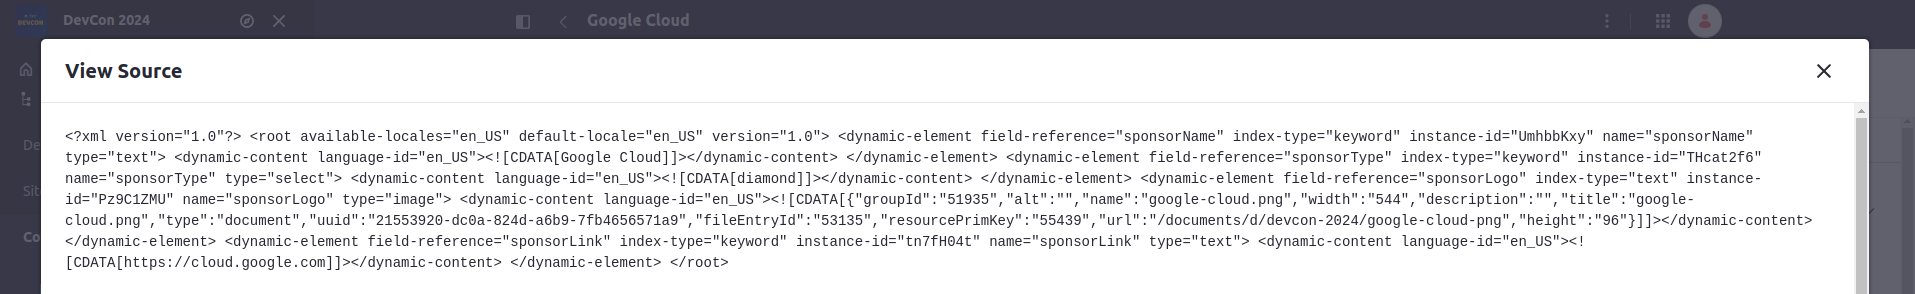 DEVCON
DevCon 2024
Google Cloud
View Source
<?xml version="1.0"?> <root available-locales="en_US" default-locale="en_US" version="1.0"> <dynamic-element field-reference="sponsorName" index-type="keyword" instance-id="UmhbbKxy" name="sponsorName"
type="text"> <dynamic-content language-id="en_US"><![CDATA[Google Cloud]]></dynamic-content> </dynamic-element> <dynamic-element field-reference="sponsorType" index-type="keyword" instance-id="THcat2f6"
name="sponsorType" type="select"> <dynamic-content language-id="en_US"><![CDATA[diamond]]></dynamic-content> </dynamic-element> <dynamic-element field-reference="sponsorLogo" index-type="text" instance-
id="Pz9C1ZMU" name="sponsorLogo" type="image"> <dynamic-content language-id="en_US"><![CDATA[{"groupId":"51935","alt":"","name":"google-cloud.png","width":"544","description":"","title":"google-
cloud.png","type":"document","uuid":"21553920-dc0a-824d-a6b9-7fb4656571a9","fileEntryId":"53135","resourcePrimKey":"55439","url":"/documents/d/devcon-2024/google-cloud-png","height":"96"}]]></dynamic-content>
</dynamic-element> <dynamic-element field-reference="sponsorLink" index-type="keyword" instance-id="tn7fH04t" name="sponsorLink" type="text"> <dynamic-content language-id="en_US"><!
[CDATA[https://cloud.google.com]]></dynamic-content> </dynamic-element> </root>
De
Sit
Co